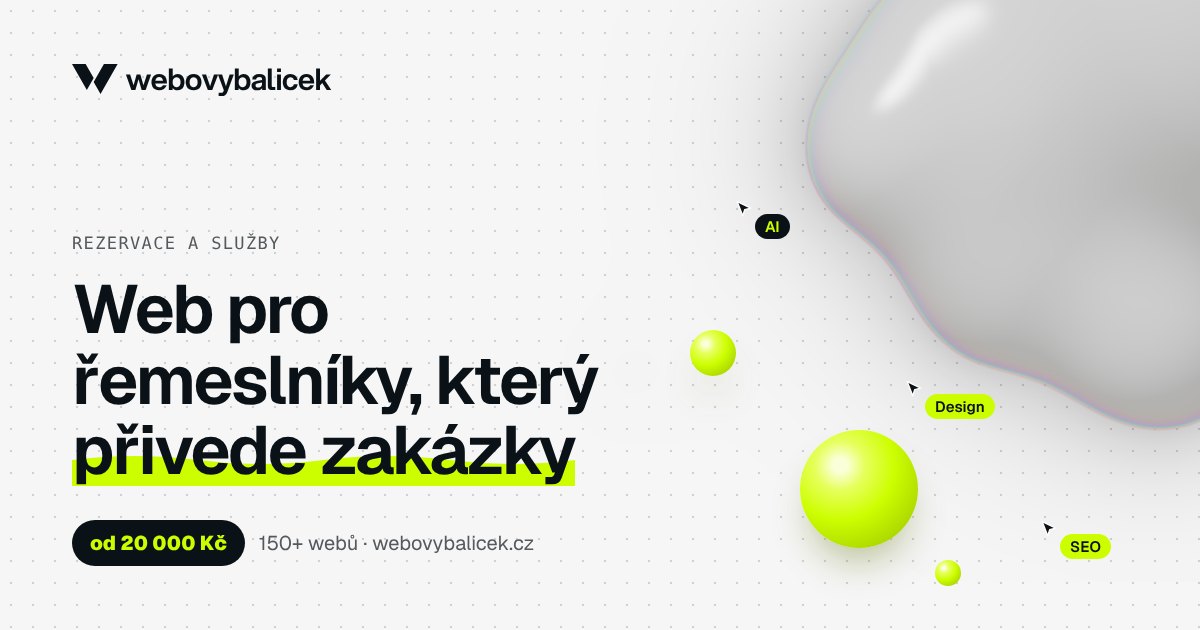 webovybalicek
REZERVACE A SLUŽBY
Web pro
řemeslníky, který
přivede zakázky
od 20 000 Kč
150+ webů · webovybalicek.cz
AI
Design
SEO